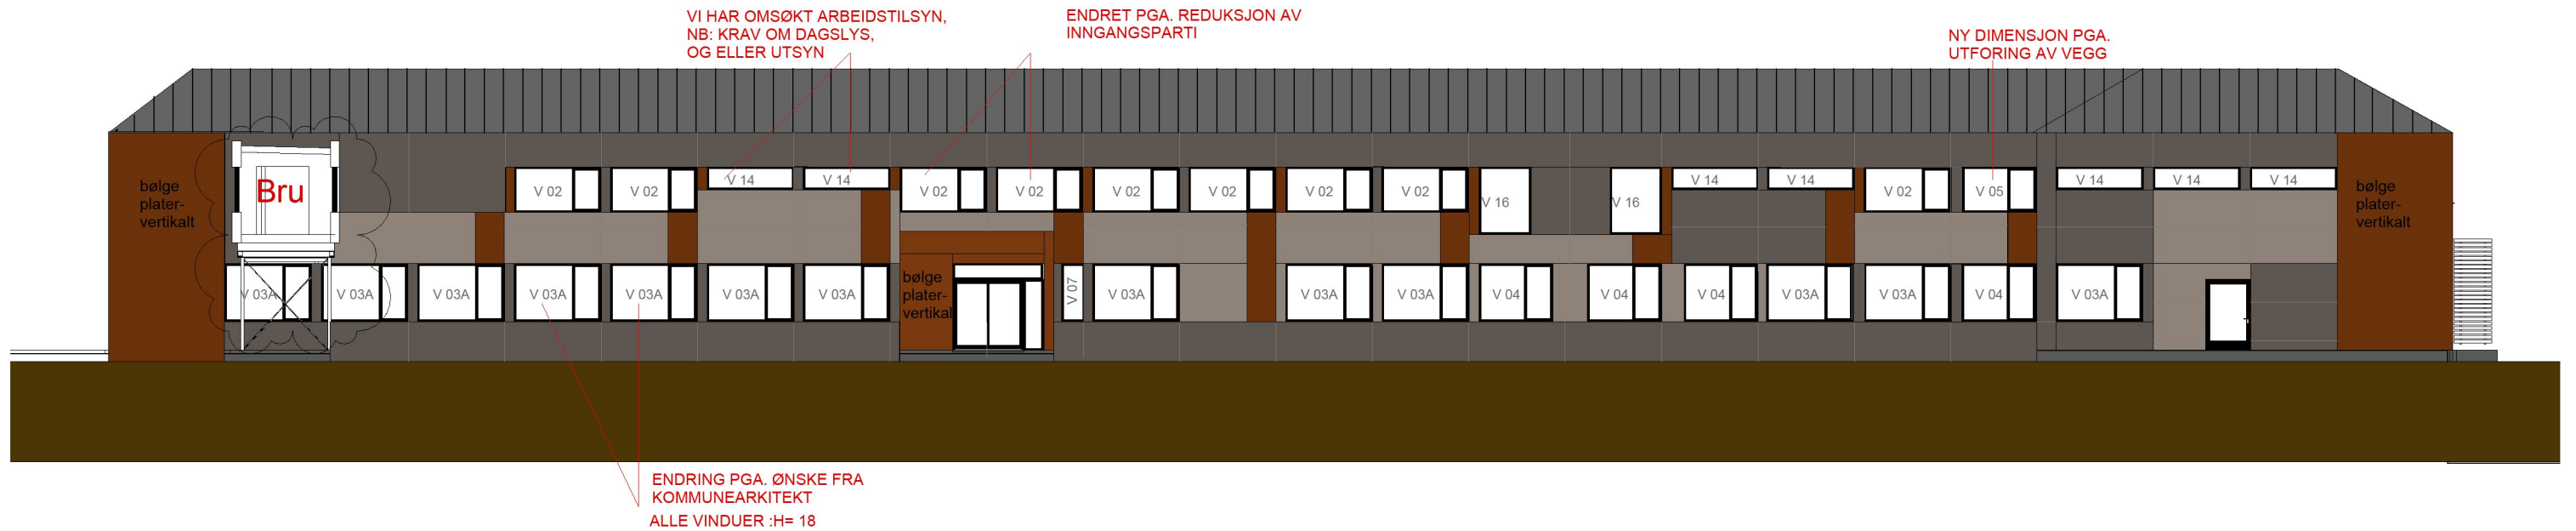 VI HAR OMSØKT ARBEIDSTILSYN,
NB: KRAV OM DAGSLYS,
OG ELLER UTSYN
ENDRET PGA. REDUKSJON AV
INNGANGSPARTI
NY DIMENSJON PGA.
UTFORING AV VEGG
bølge
plater-
vertikalt
Bru
V 02
V 02
V 14
V 14
V 02
V 02
V 02
V 02
V 02
V 02
V 16
V 16
V 14
V 14
V 02
V 05
V 14
V 14
V 14
bølge
plater-
vertikalt
V 03A
V 03A
V 03A
V 03A
V 03A
V 03A
V 03A
bølge
plater-
vertikal
V 07
V 03A
V 03A
V 03A
V 04
V 04
V 04
V 03A
V 03A
V 04
V 03A
ENDRING PGA. ØNSKE FRA
KOMMUNEARKITEKT
ALLE VINDUER :H= 18